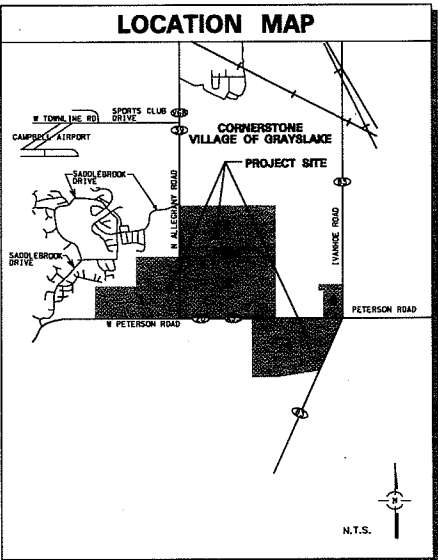 LOCATION MAP
W TOWNLINE RD
SPORTS CLUB
DRIVE
CAMPBELL AIRPORT
CORNERSTONE
VILLAGE OF GRAYSLAKE
PROJECT SITE
SADDLEBROOK
DRIVE
N ALLEGHANY ROAD
IVANHOE ROAD
SADDLEBROOK
DRIVE
PETERSON ROAD
W PETERSON ROAD
N
N.T.S.